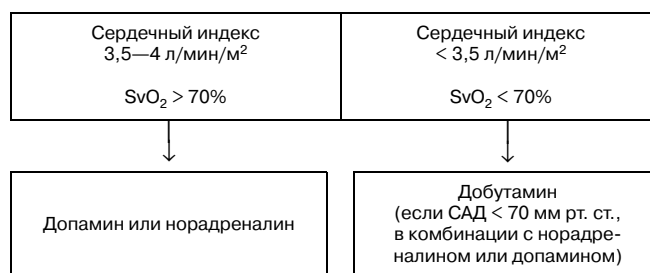 Сердечный индекс
3,5—4 л/мин/м²
SvO₂ > 70%
Сердечный индекс
< 3,5 л/мин/м²
SvO₂ < 70%
Допамин или норадреналин
Добутамин
(если САД < 70 мм рт. ст.,
в комбинации с норадре-
налином или допамином)